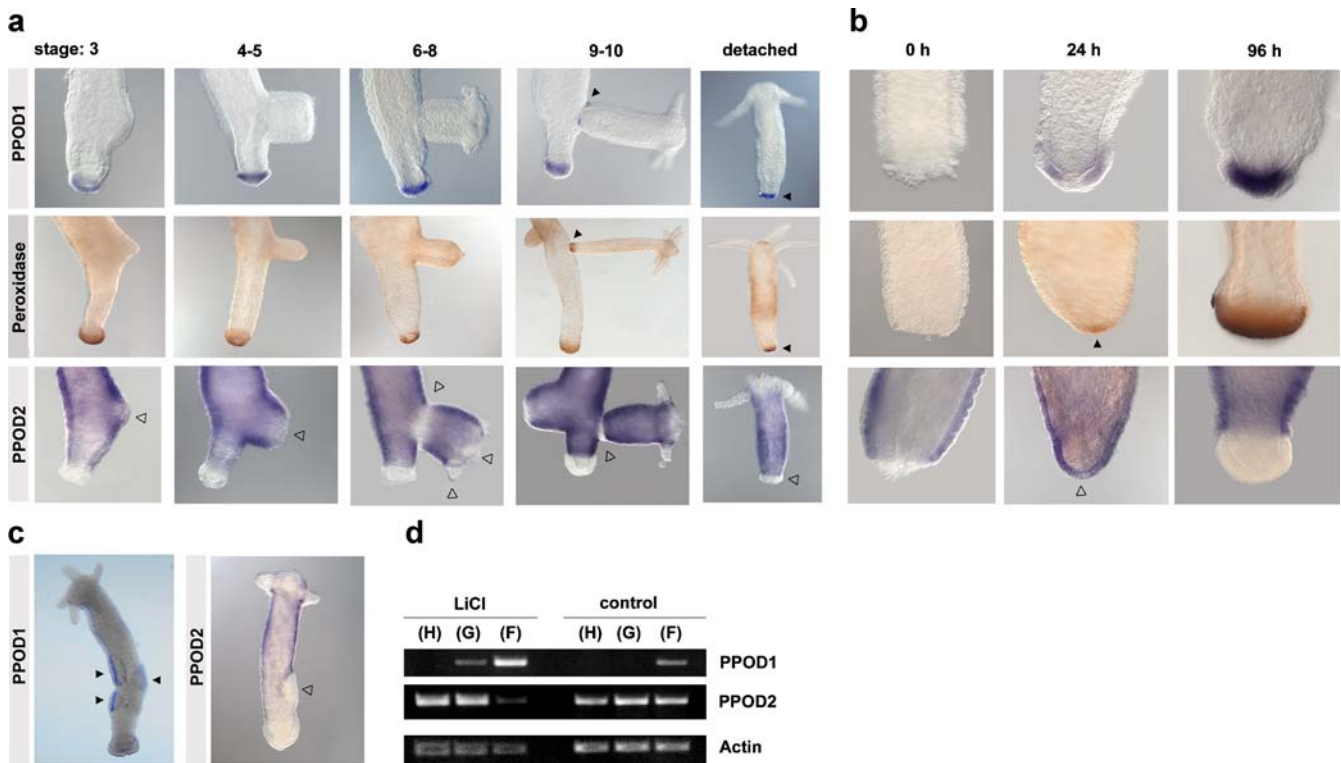 a
stage: 3 4-5 6-8 9-10 detached
PPOD1
Peroxidase
PPOD2
b
0 h 24 h 96 h
c
PPOD1
PPOD2
d
LiCl control
(H) (G) (F) (H) (G) (F)
PPOD1
PPOD2
Actin